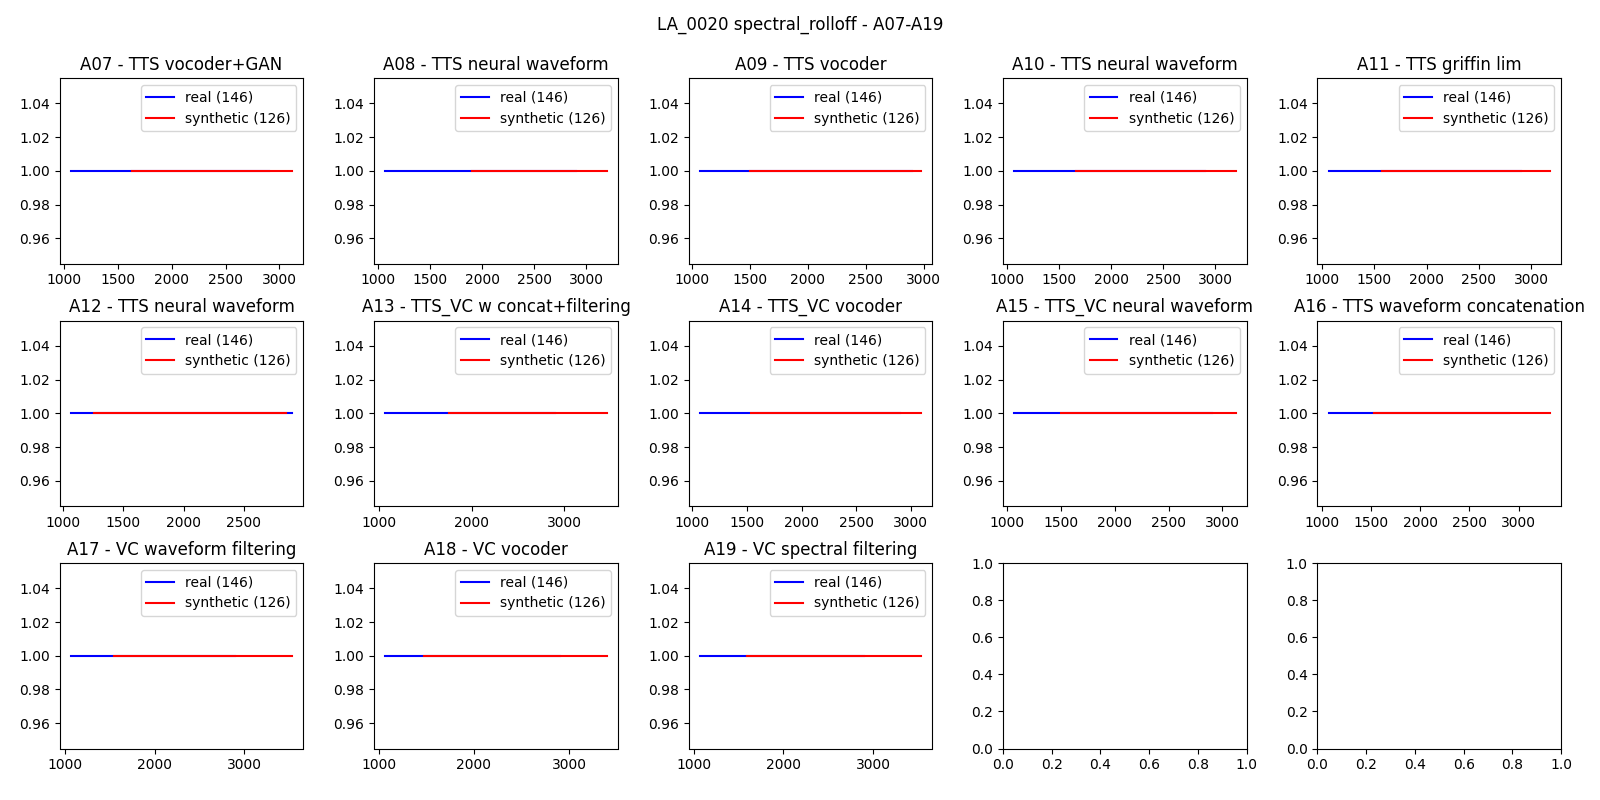 LA_0020 spectral_rolloff - A07-A19
A07 - TTS vocoder+GAN
real (146)
synthetic (126)
1.04
1.02
1.00
0.98
0.96
1000 1500 2000 2500 3000
A08 - TTS neural waveform
real (146)
synthetic (126)
1.04
1.02
1.00
0.98
0.96
1000 1500 2000 2500 3000
A09 - TTS vocoder
real (146)
synthetic (126)
1.04
1.02
1.00
0.98
0.96
1000 1500 2000 2500 3000
A10 - TTS neural waveform
real (146)
synthetic (126)
1.04
1.02
1.00
0.98
0.96
1000 1500 2000 2500 3000
A11 - TTS griffin lim
real (146)
synthetic (126)
1.04
1.02
1.00
0.98
0.96
1000 1500 2000 2500 3000
A12 - TTS neural waveform
real (146)
synthetic (126)
1.04
1.02
1.00
0.98
0.96
1000 1500 2000 2500
A13 - TTS_VC w concat+filtering
real (146)
synthetic (126)
1.04
1.02
1.00
0.98
0.96
1000 2000 3000
A14 - TTS_VC vocoder
real (146)
synthetic (126)
1.04
1.02
1.00
0.98
0.96
1000 1500 2000 2500 3000
A15 - TTS_VC neural waveform
real (146)
synthetic (126)
1.04
1.02
1.00
0.98
0.96
1000 1500 2000 2500 3000
A16 - TTS waveform concatenation
real (146)
synthetic (126)
1.04
1.02
1.00
0.98
0.96
1000 1500 2000 2500 3000
A17 - VC waveform filtering
real (146)
synthetic (126)
1.04
1.02
1.00
0.98
0.96
1000 2000 3000
A18 - VC vocoder
real (146)
synthetic (126)
1.04
1.02
1.00
0.98
0.96
1000 2000 3000
A19 - VC spectral filtering
real (146)
synthetic (126)
1.04
1.02
1.00
0.98
0.96
1000 2000 3000
1.0
0.8
0.6
0.4
0.2
0.0
0.0 0.2 0.4 0.6 0.8 1.0
1.0
0.8
0.6
0.4
0.2
0.0
0.0 0.2 0.4 0.6 0.8 1.0